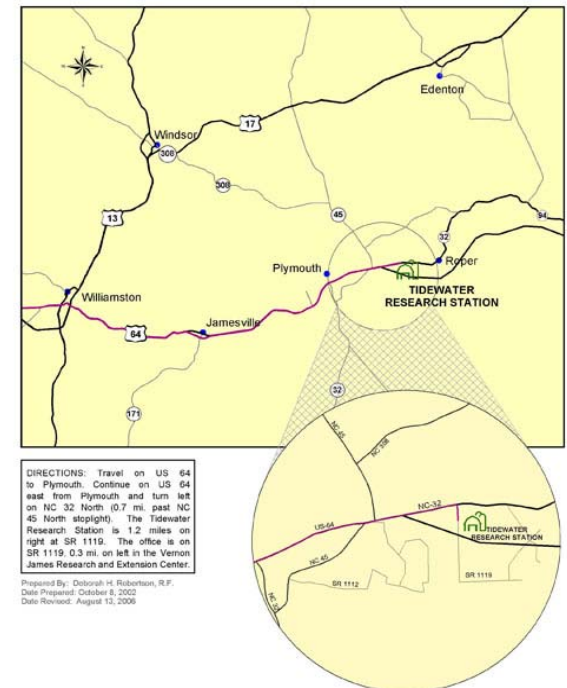 Edenton
17
Windsor
308
308
13
45
94
32
Roper
Plymouth
TIDEWATER
RESEARCH STATION
Williamston
Jamesville
64
32
171
DIRECTIONS: Travel on US 64
to Plymouth. Continue on US 64
east from Plymouth and turn left
on NC 32 North (0.7 mi. past NC
45 North stoplight). The Tidewater
Research Station is 1.2 miles on
right at SR 1119. The office is on
SR 1119, 0.3 mi. on left in the Vernon
James Research and Extension Center.
Prepared By: Deborah H. Robertson, R.F.
Date Prepared: October 8, 2002
Date Revised: August 13, 2006
NC 45
NC 308
NC-32
US-64
TIDEWATER
RESEARCH STATION
NC 45
SR 1112
SR 1119
NC 32